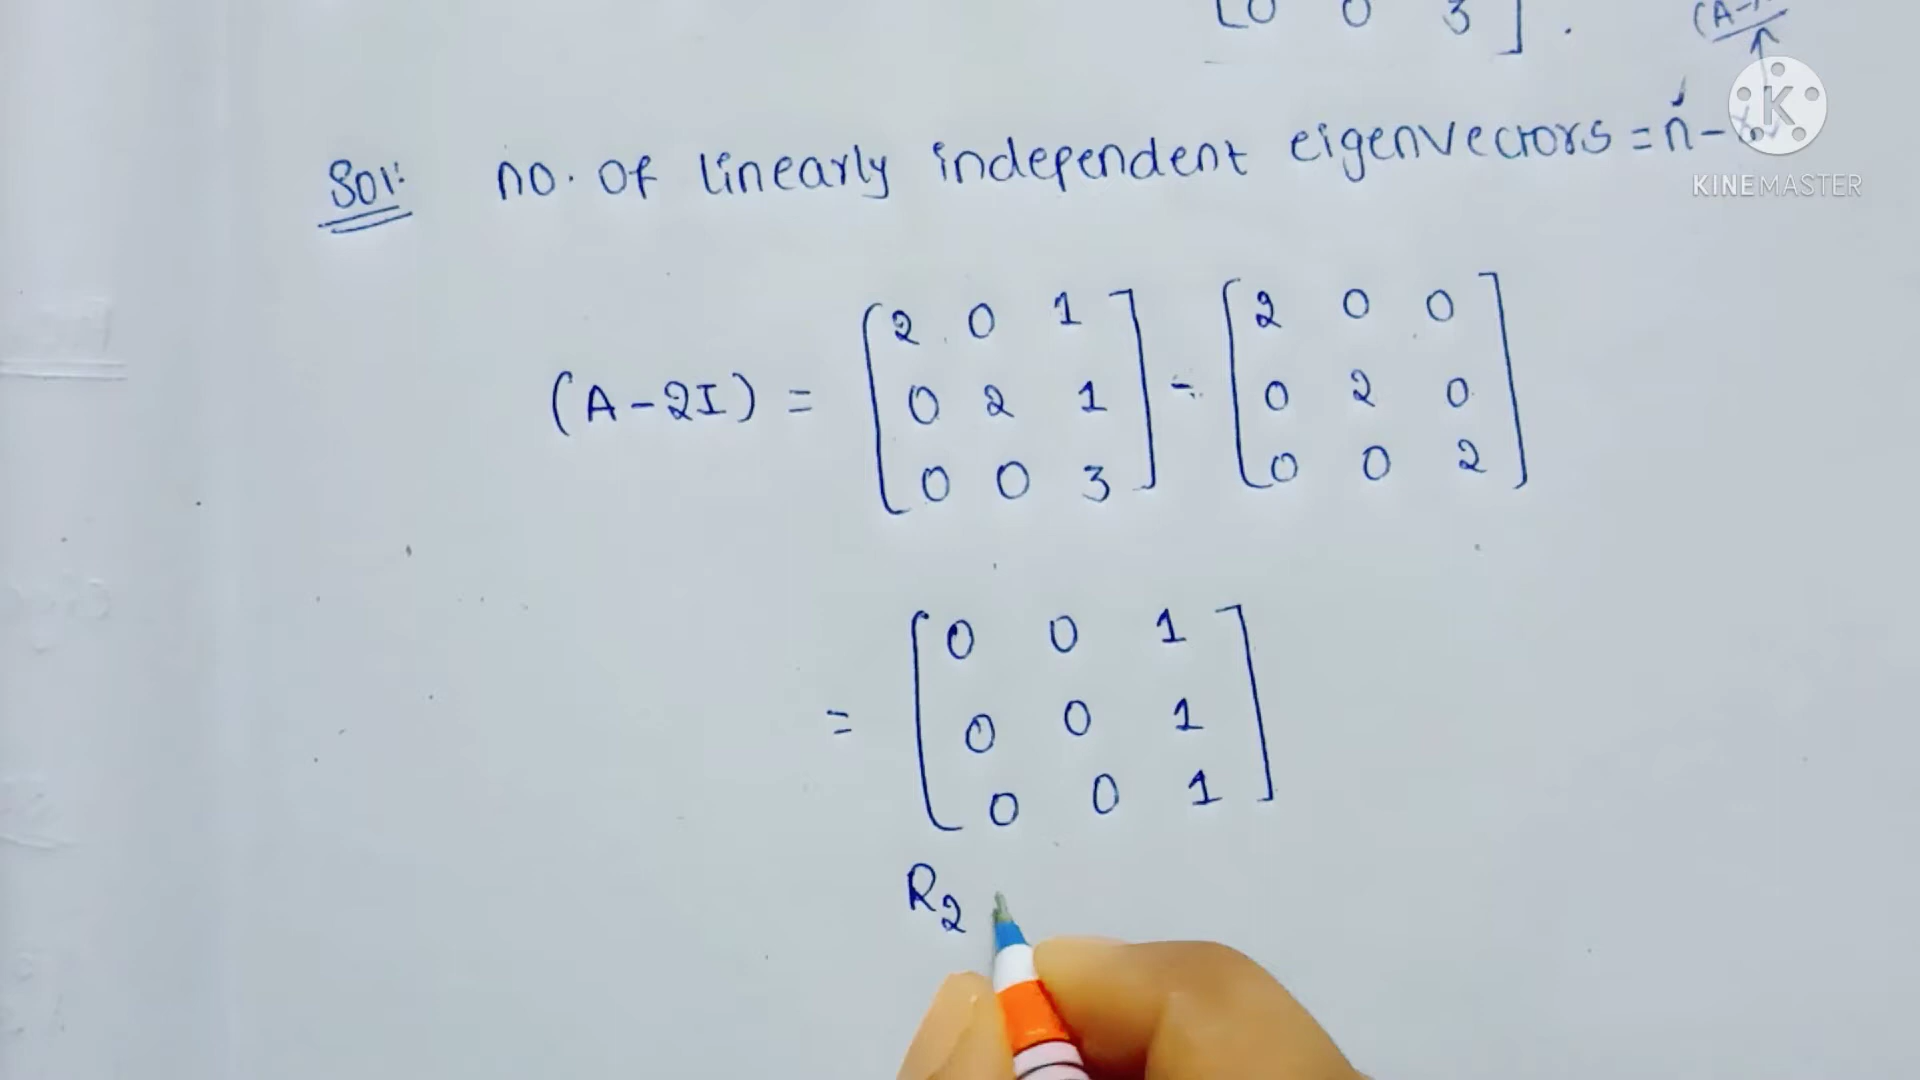 [0 0 3].
(A-
Sol: no. of linearly independent eigenvectors = n -
K
KINEMASTER
(A-2I) = [2 0 1 - [2 0 0
0 2 1 0 2 0
0 0 3] 0 0 2]
= [0 0 1
0 0 1
0 0 1]
R2